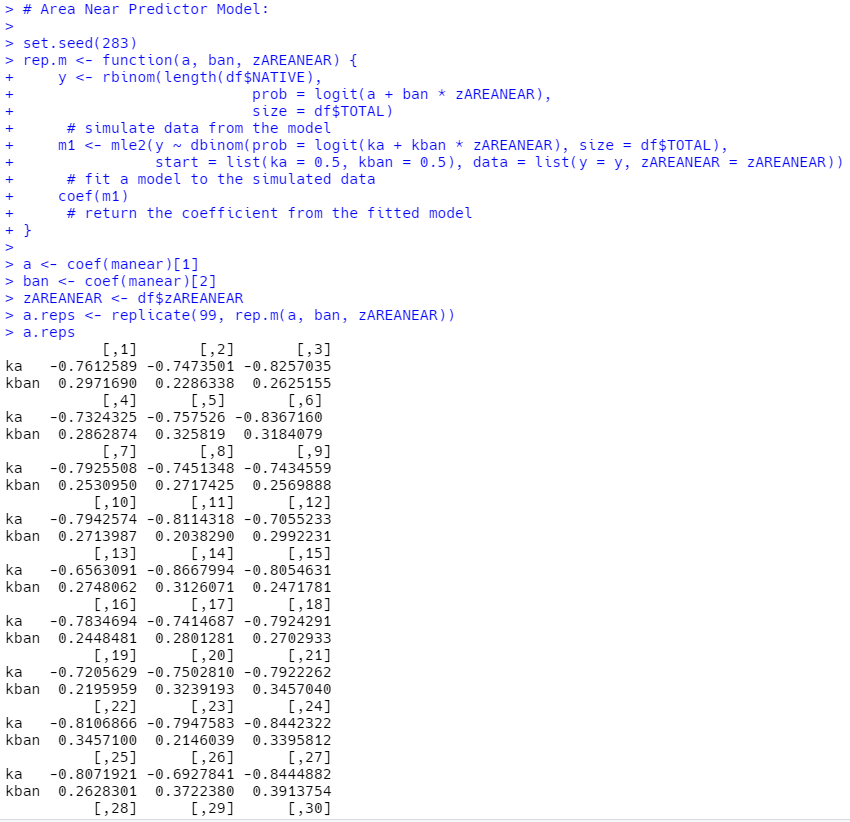 > # Area Near Predictor Model:
>
> set.seed(283)
> rep.m <- function(a, ban, zAREANEAR) {
+     y <- rbinom(length(df$NATIVE),
+                            prob = logit(a + ban * zAREANEAR),
+                            size = df$TOTAL)
+      # simulate data from the model
+     m1 <- mle2(y ~ dbinom(prob = logit(ka + kban * zAREANEAR), size = df$TOTAL),
+                start = list(ka = 0.5, kban = 0.5), data = list(y = y, zAREANEAR = zAREANEAR))
+      # fit a model to the simulated data
+     coef(m1)
+      # return the coefficient from the fitted model
+ }
>
> a <- coef(manear)[1]
> ban <- coef(manear)[2]
> zAREANEAR <- df$zAREANEAR
> a.reps <- replicate(99, rep.m(a, ban, zAREANEAR))
> a.reps
           [,1]       [,2]       [,3]
ka   -0.7612589 -0.7473501 -0.8257035
kban  0.2971690  0.2286338  0.2625155
           [,4]      [,5]       [,6]
ka   -0.7324325 -0.757526 -0.8367160
kban  0.2862874  0.325819  0.3184079
           [,7]       [,8]       [,9]
ka   -0.7925508 -0.7451348 -0.7434559
kban  0.2530950  0.2717425  0.2569888
          [,10]      [,11]      [,12]
ka   -0.7942574 -0.8114318 -0.7055233
kban  0.2713987  0.2038290  0.2992231
          [,13]      [,14]      [,15]
ka   -0.6563091 -0.8667994 -0.8054631
kban  0.2748062  0.3126071  0.2471781
          [,16]      [,17]      [,18]
ka   -0.7834694 -0.7414687 -0.7924291
kban  0.2448481  0.2801281  0.2702933
          [,19]      [,20]      [,21]
ka   -0.7205629 -0.7502810 -0.7922262
kban  0.2195959  0.3239193  0.3457040
          [,22]      [,23]      [,24]
ka   -0.8106866 -0.7947583 -0.8442322
kban  0.3457100  0.2146039  0.3395812
          [,25]      [,26]      [,27]
ka   -0.8071921 -0.6927841 -0.8444882
kban  0.2628301  0.3722380  0.3913754
          [,28]      [,29]      [,30]